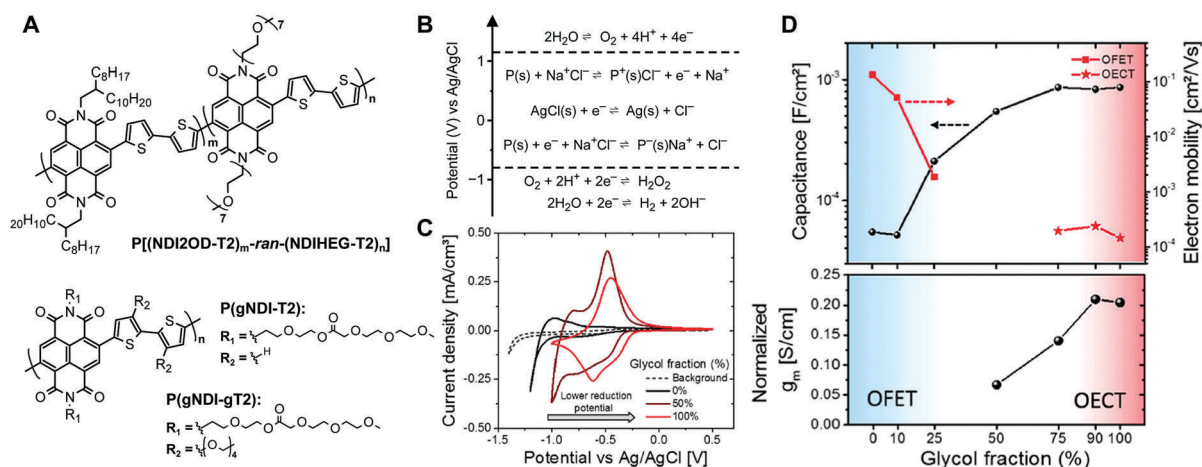 A
C₈H₁₇
C₁₀H₂₀
O
N
O
S
S
m
O
N
O
₂₀H₁₀C
C₈H₁₇
O
7
O
N
O
S
S
n
O
N
O
O
7
P[(NDI2OD-T2)ₘ-ran-(NDIHEG-T2)ₙ]
R₁
O
N
O
R₂
S
S
n
R₂
O
N
O
R₁
P(gNDI-T2):
R₁ =
O
O
O
O
O
O
R₂ =
H
P(gNDI-gT2):
R₁ =
O
O
O
O
O
O
R₂ =
(O
)₄
B
Potential (V) vs Ag/AgCl
1
0
−1
2H₂O ⇌ O₂ + 4H⁺ + 4e⁻
P(s) + Na⁺Cl⁻ ⇌ P⁺(s)Cl⁻ + e⁻ + Na⁺
AgCl(s) + e⁻ ⇌ Ag(s) + Cl⁻
P(s) + e⁻ + Na⁺Cl⁻ ⇌ P⁻(s)Na⁺ + Cl⁻
O₂ + 2H⁺ + 2e⁻ ⇌ H₂O₂
2H₂O + 2e⁻ ⇌ H₂ + 2OH⁻
C
Current density [mA/cm³]
0.50
0.25
0.00
-0.25
-0.50
Glycol fraction (%)
Background
0%
50%
100%
Lower reduction
potential
-1.5 -1.0 -0.5 0.0 0.5
Potential vs Ag/AgCl [V]
D
Capacitance [F/cm²]
10⁻³
10⁻⁴
OFET
OECT
10⁻¹
10⁻²
10⁻³
10⁻⁴
Electron mobility [cm²/Vs]
Normalized
gₘ [S/cm]
0.25
0.20
0.15
0.10
0.05
0.00
OFET
OECT
0 10 25 50 75 90 100
Glycol fraction (%)